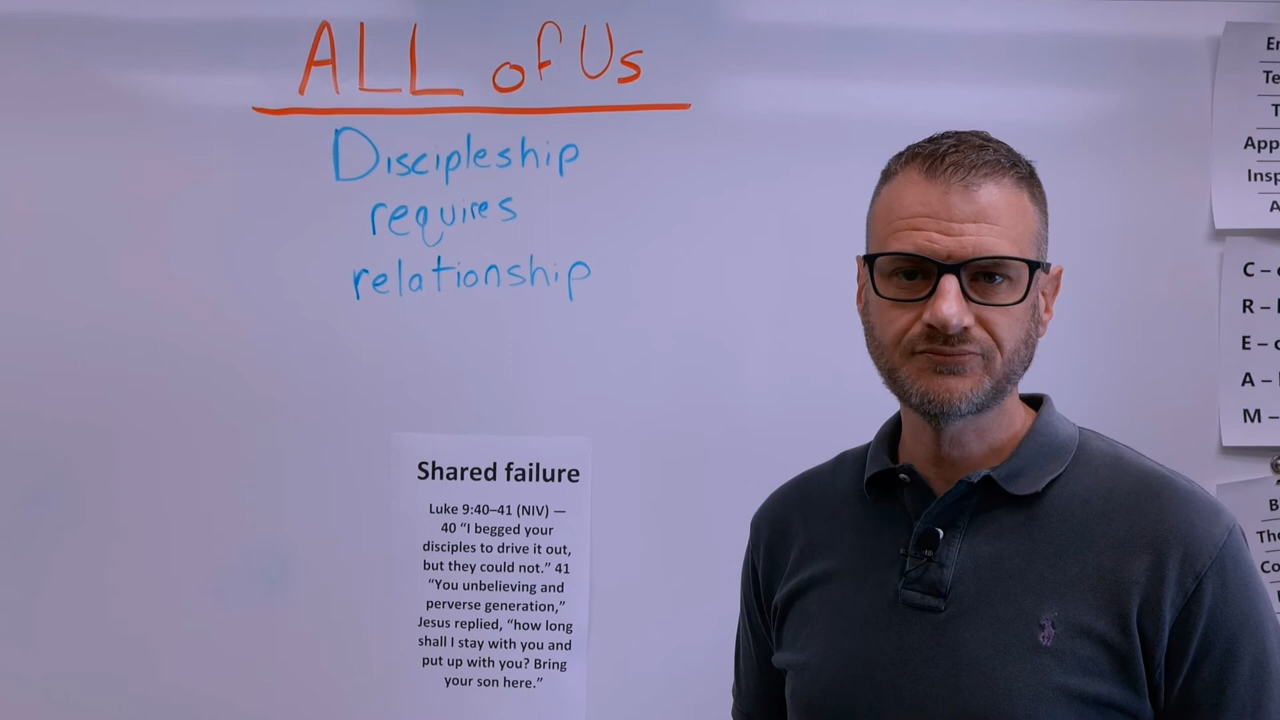 ALL of Us
Discipleship
requires
relationship
Shared failure
Luke 9:40–41 (NIV) —
40 “I begged your
disciples to drive it out,
but they could not.” 41
“You unbelieving and
perverse generation,”
Jesus replied, “how long
shall I stay with you and
put up with you? Bring
your son here.”
C –
R –
E –
A –
M –